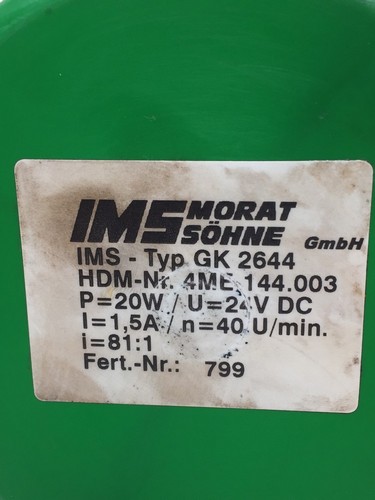 IMS MORAT SÖHNE GmbH
IMS - Typ GK 2644
HDM-Nr. 4ME 144.003
P=20W / U=24V DC
I=1,5A / n=40 U/min.
i=81:1
Fert.-Nr.: 799